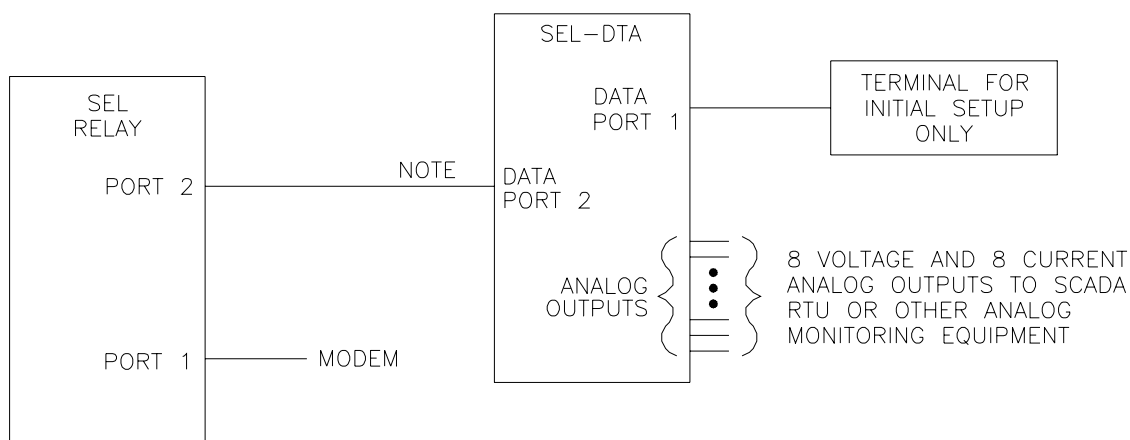 SEL
RELAY
PORT 2
PORT 1
MODEM
NOTE
SEL-DTA
DATA
PORT 1
DATA
PORT 2
ANALOG
OUTPUTS
TERMINAL FOR
INITIAL SETUP
ONLY
8 VOLTAGE AND 8 CURRENT
ANALOG OUTPUTS TO SCADA
RTU OR OTHER ANALOG
MONITORING EQUIPMENT